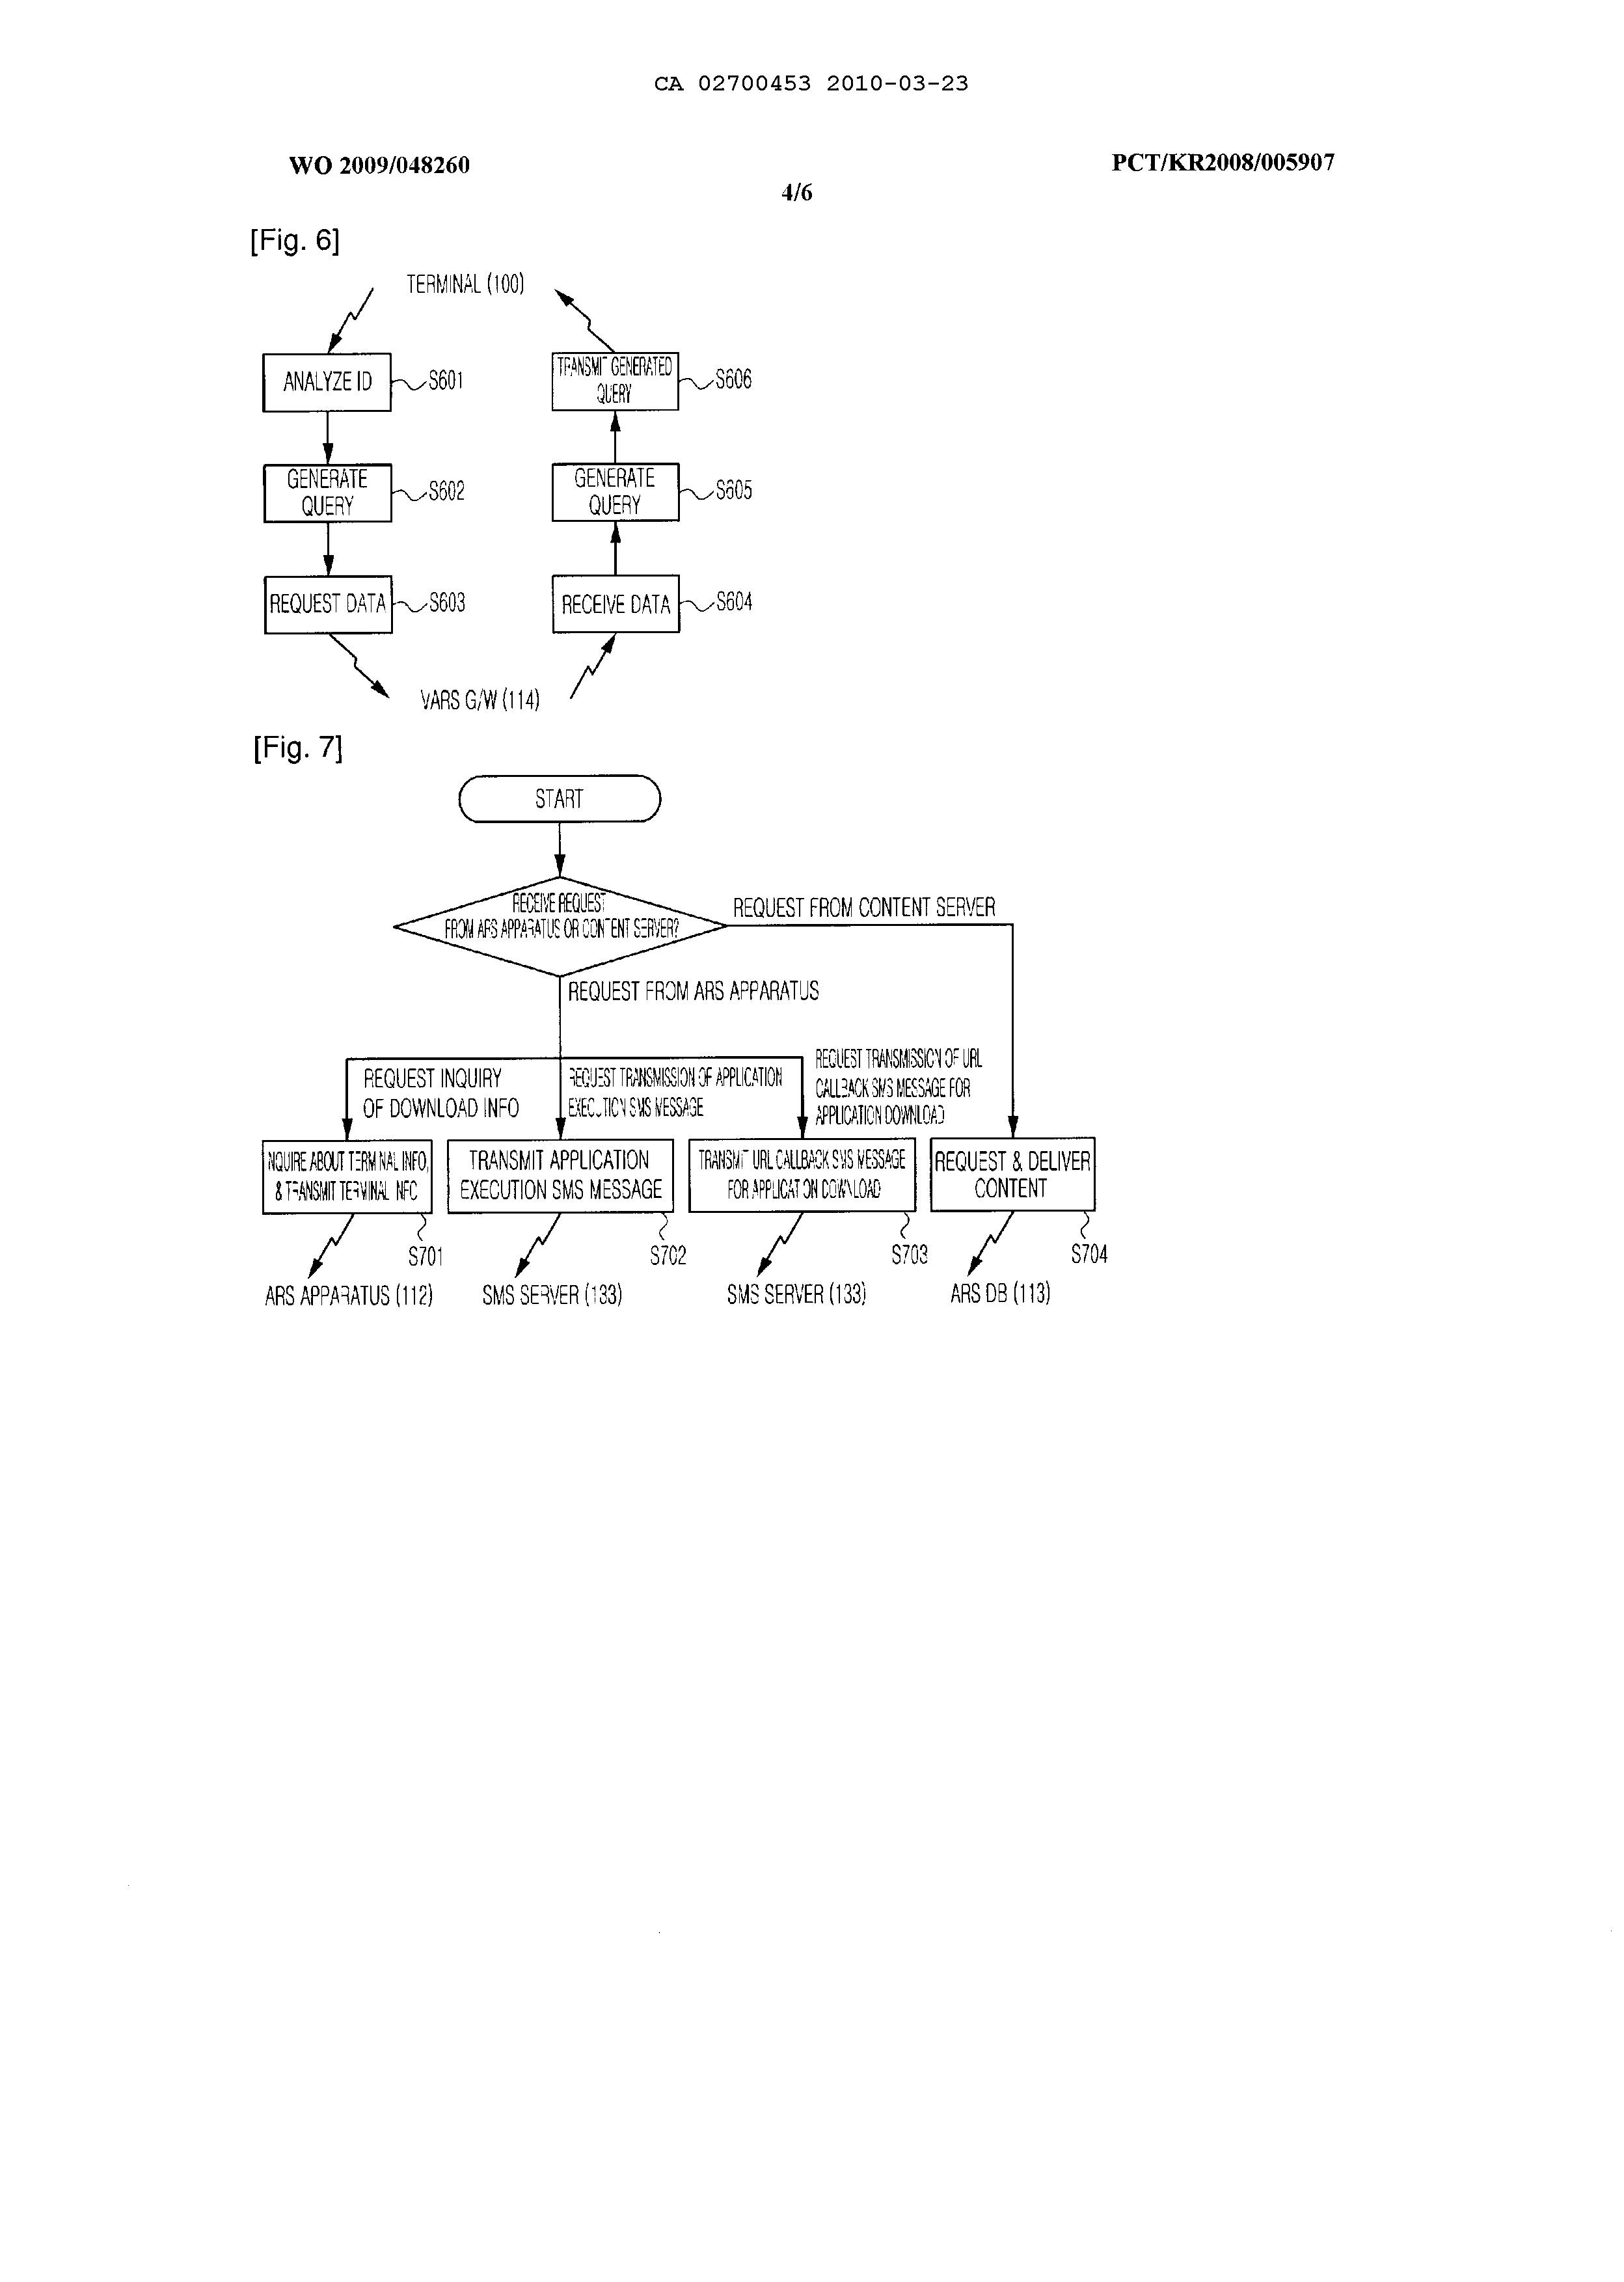 CA 02700453 2010-03-23
WO 2009/048260
PCT/KR2008/005907
4/6
[Fig. 6]
TERMINAL (100)
ANALYZE ID
S601
GENERATE
QUERY
S602
REQUEST DATA
S603
VARS G/W (114)
RECEIVE DATA
S604
GENERATE
QUERY
S605
TRANSMIT GENERATED
QUERY
S606
[Fig. 7]
START
RECEIVE REQUEST
FROM ARS APPARATUS OR CONTENT SERVER?
REQUEST FROM CONTENT SERVER
REQUEST FROM ARS APPARATUS
REQUEST INQUIRY
OF DOWNLOAD INFO
REQUEST TRANSMISSION OF APPLICATION
EXECUTION SMS MESSAGE
REQUEST TRANSMISSION OF URL
CALLBACK SMS MESSAGE FOR
APPLICATION DOWNLOAD
INQUIRE ABOUT TERMINAL INFO,
& TRANSMIT TERMINAL INFO
S701
ARS APPARATUS (112)
TRANSMIT APPLICATION
EXECUTION SMS MESSAGE
S702
SMS SERVER (133)
TRANSMIT URL CALLBACK SMS MESSAGE
FOR APPLICATION DOWNLOAD
S703
SMS SERVER (133)
REQUEST & DELIVER
CONTENT
S704
ARS DB (113)